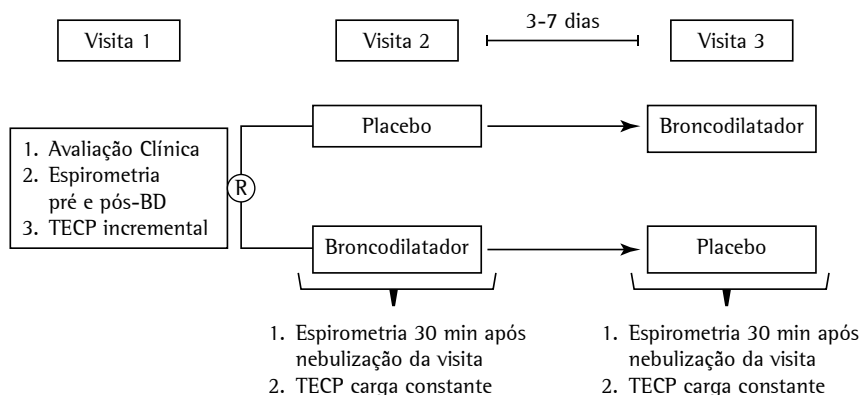 Visita 1
Visita 2
3-7 dias
Visita 3
Placebo
Broncodilatador
1. Avaliação Clínica
2. Espirometria
pré e pós-BD
3. TECP incremental
R
Broncodilatador
Placebo
1. Espirometria 30 min após
nebulização da visita
2. TECP carga constante
1. Espirometria 30 min após
nebulização da visita
2. TECP carga constante